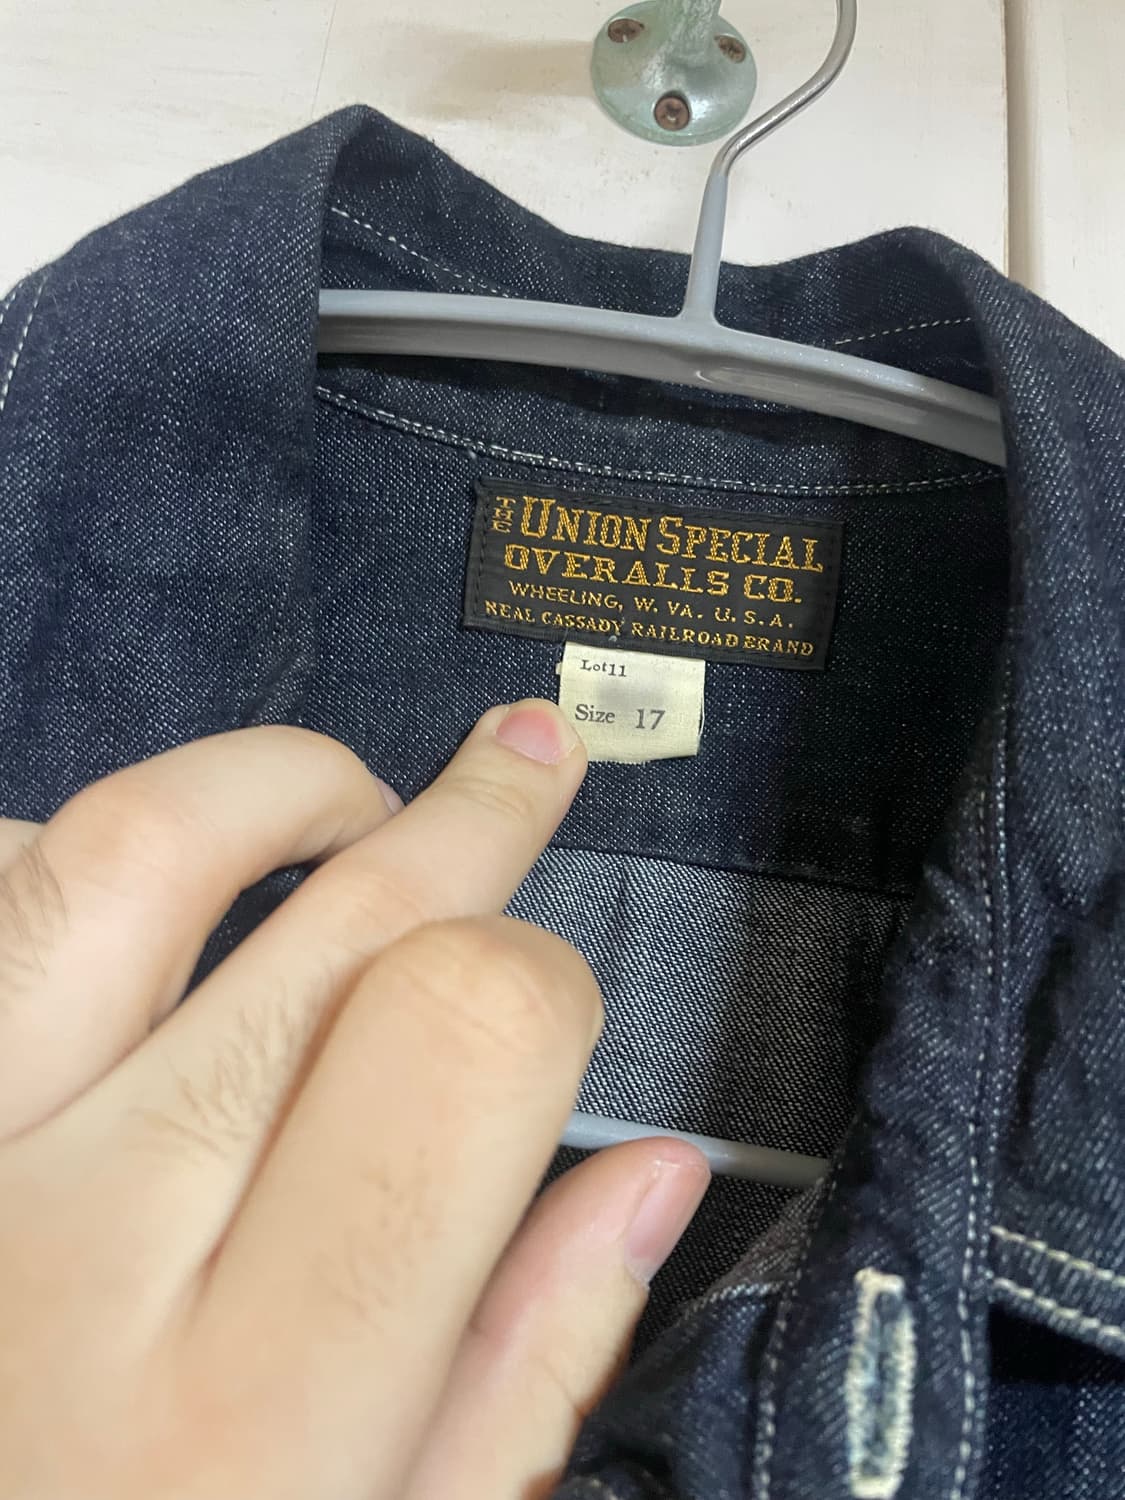 THE UNION SPECIAL
OVERALLS CO.
WHEELING, W. VA. U.S.A.
NEAL CASSADY RAILROAD BRAND
Lot11
Size 17